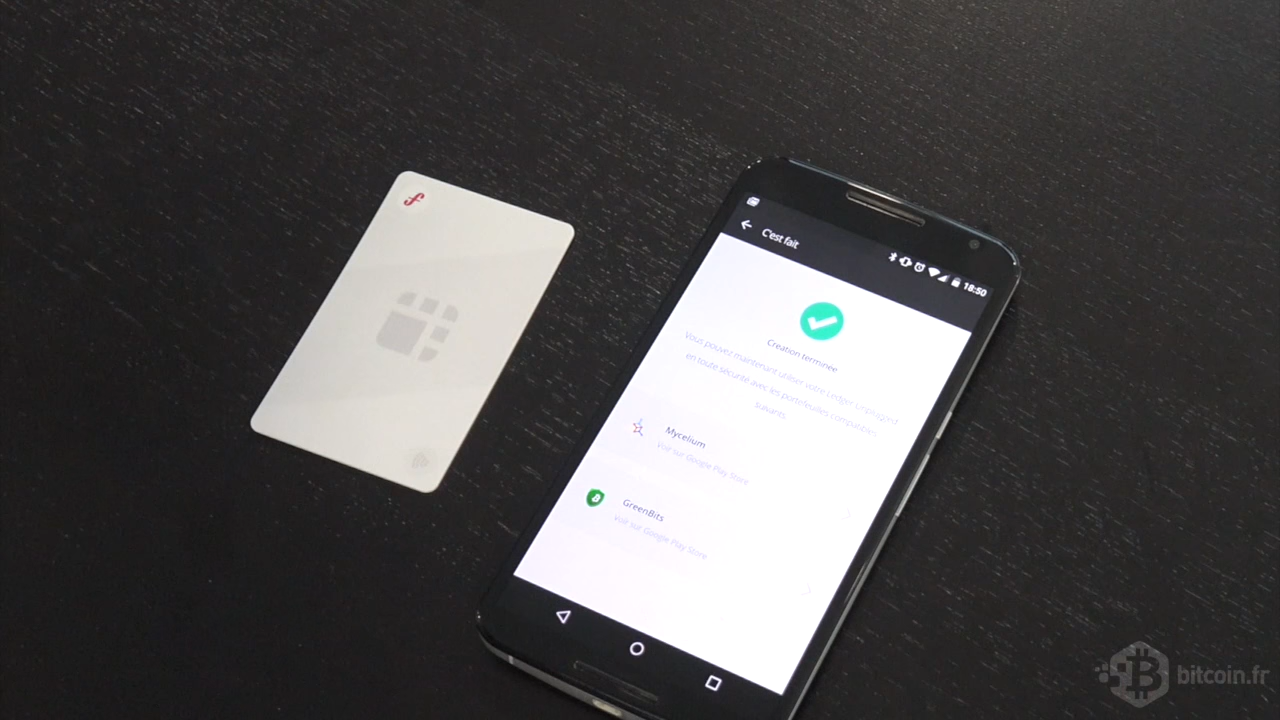 C'est fait
18:50
Création terminée
Vous pouvez maintenant utiliser votre Ledger Unplugged
en toute sécurité avec les portefeuilles compatibles
suivants
Mycelium
Voir sur Google Play Store
GreenBits
Voir sur Google Play Store
bitcoin.fr